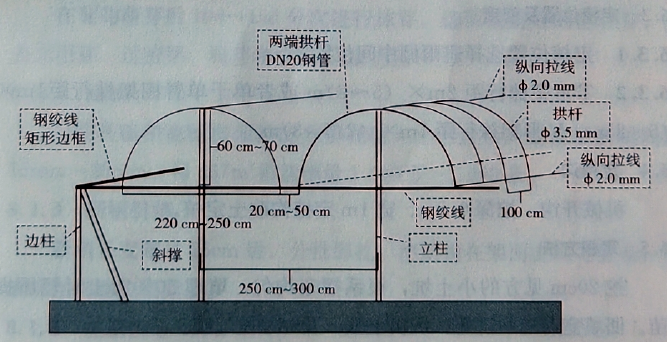 两端拱杆
DN20钢管
纵向拉线
ф2.0 mm
钢绞线
矩形边框
60 cm~70 cm
拱杆
ф3.5 mm
纵向拉线
ф2.0 mm
20 cm~50 cm
220 cm~250 cm
钢绞线
100 cm
边柱
斜撑
立柱
250 cm~300 cm